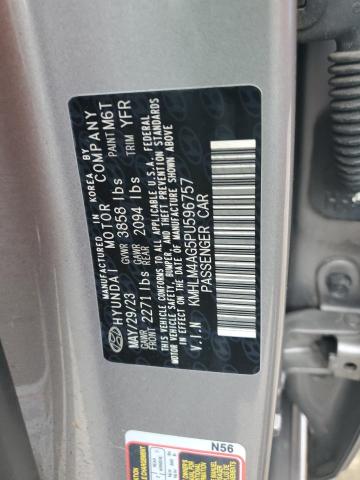 MANUFACTURED IN KOREA BY
HYUNDAI MOTOR COMPANY
MAY/29/23 GVWR 3858 lbs PAINT M6T
GAWR FRONT 2271 lbs GAWR REAR 2094 lbs TRIM YFR
THIS VEHICLE CONFORMS TO ALL APPLICABLE U.S.A. FEDERAL
MOTOR VEHICLE SAFETY, BUMPER, AND THEFT PREVENTION
STANDARDS IN EFFECT ON THE DATE OF MANUFACTURE SHOWN ABOVE
V.I.N KMHLM4AG5PU596757
PASSENGER CAR
N56